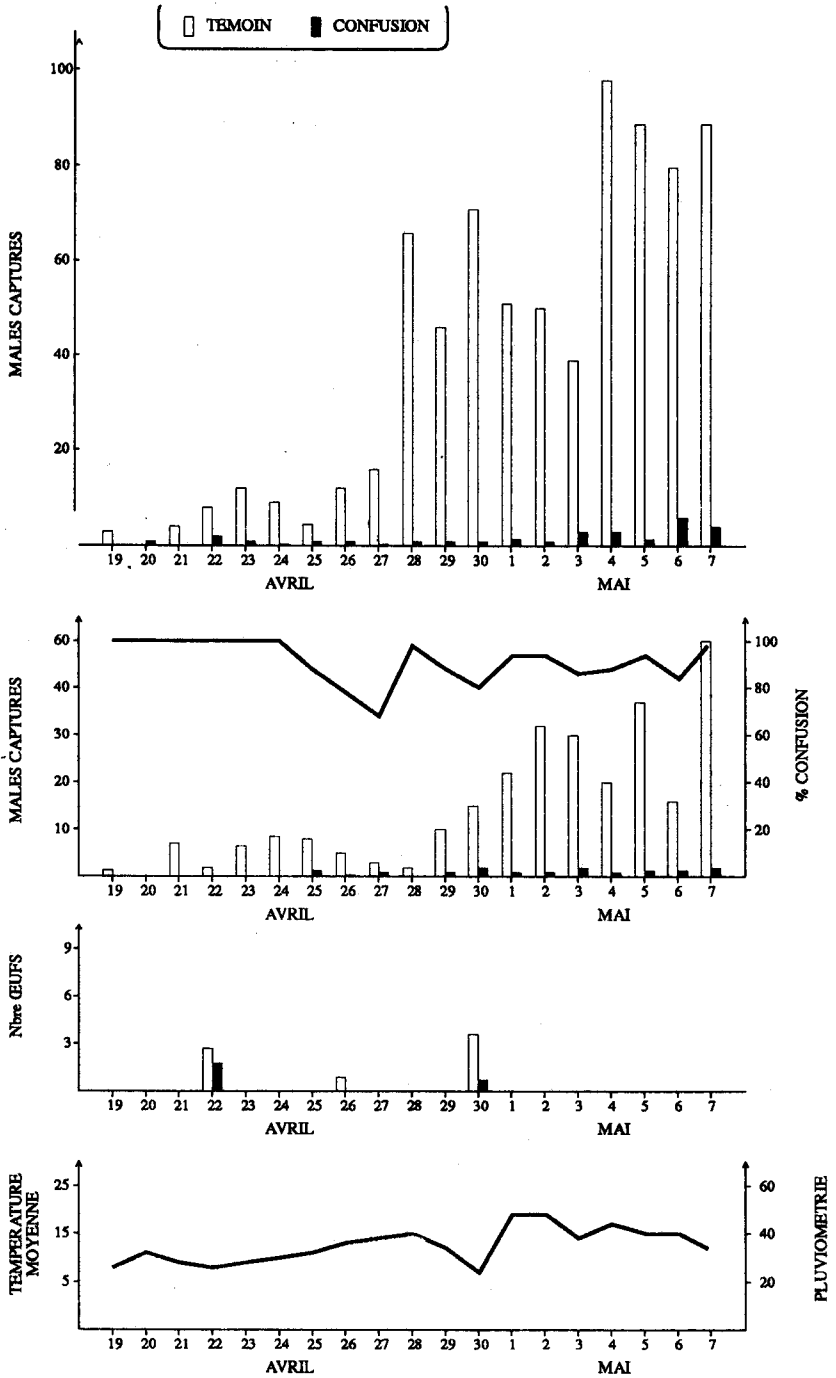 TEMOIN CONFUSION
MALES CAPTURES
100
80
60
40
20
19 20 21 22 23 24 25 26 27 28 29 30 1 2 3 4 5 6 7
AVRIL MAI
MALES CAPTURES
60
40
30
20
10
% CONFUSION
100
80
60
40
20
19 20 21 22 23 24 25 26 27 28 29 30 1 2 3 4 5 6 7
AVRIL MAI
Nbre ŒUFS
9
6
3
19 20 21 22 23 24 25 26 27 28 29 30 1 2 3 4 5 6 7
AVRIL MAI
TEMPERATURE
MOYENNE
25
15
5
PLUVIOMETRIE
60
40
20
19 20 21 22 23 24 25 26 27 28 29 30 1 2 3 4 5 6 7
AVRIL MAI